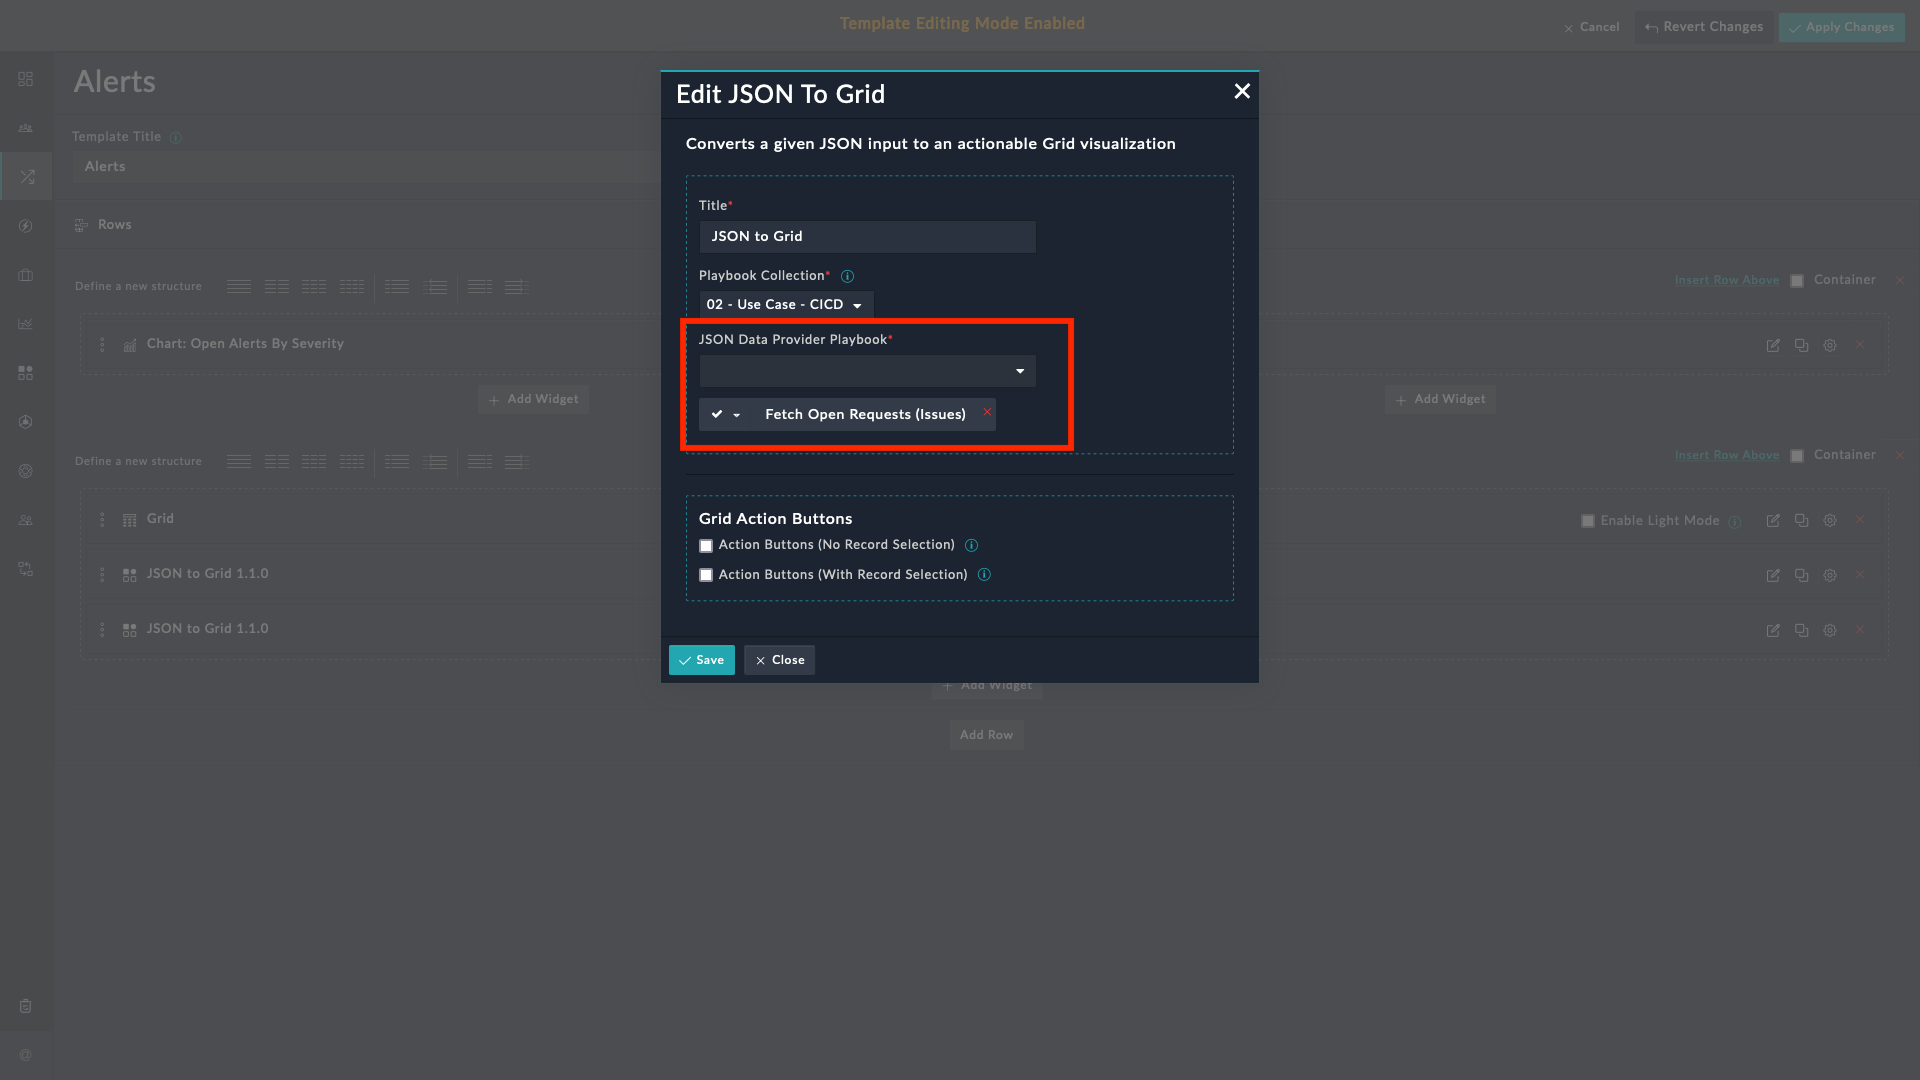 Template Editing Mode Enabled
Cancel
Revert Changes
Apply Changes
Alerts
Template Title
Alerts
Rows
Define a new structure
Insert Row Above
Container
Chart: Open Alerts By Severity
Add Widget
Add Widget
Define a new structure
Insert Row Above
Container
Grid
Enable Light Mode
JSON to Grid 1.1.0
JSON to Grid 1.1.0
Add Widget
Add Row
Edit JSON To Grid
Converts a given JSON input to an actionable Grid visualization
Title*
JSON to Grid
Playbook Collection*
02 - Use Case - CICD
JSON Data Provider Playbook*
Fetch Open Requests (Issues)
Grid Action Buttons
Action Buttons (No Record Selection)
Action Buttons (With Record Selection)
Save
Close